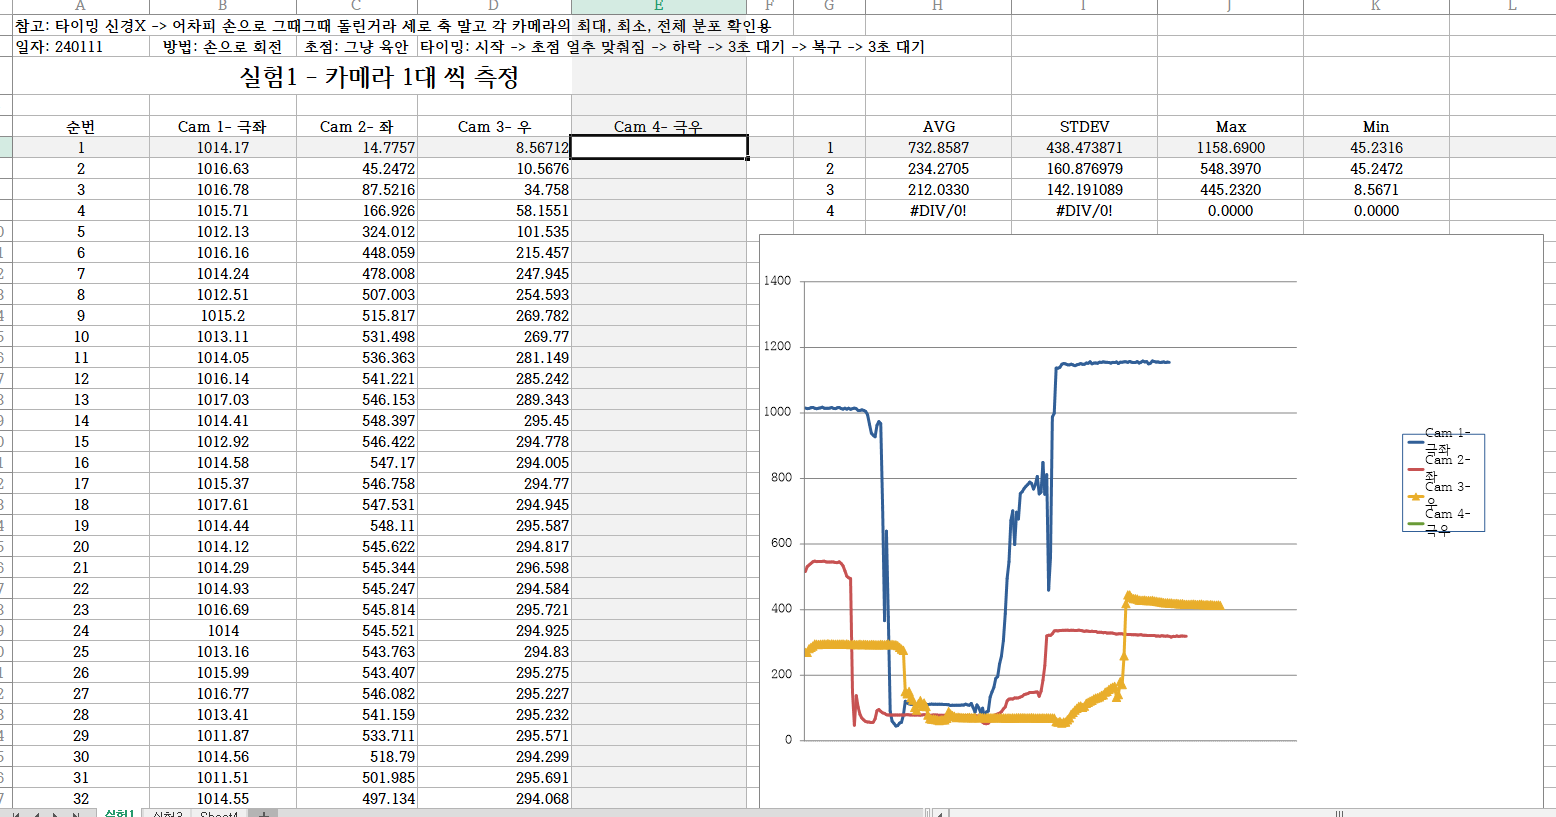 A B C D E F G H I J K L
참고: 타이밍 신경X -> 어차피 손으로 그때그때 돌린거라 세로 축 말고 각 카메라의 최대, 최소, 전체 분포 확인용
일자: 240111 방법: 손으로 회전 초점: 그냥 육안 타이밍: 시작 -> 초점 얼추 맞춰짐 -> 하락 -> 3초 대기 -> 복구 -> 3초 대기
실험1 - 카메라 1대 씩 측정
순번 Cam 1- 극좌 Cam 2- 좌 Cam 3- 우 Cam 4- 극우 AVG STDEV Max Min
1 1014.17 14.7757 8.56712 1 732.8587 438.473871 1158.6900 45.2316
2 1016.63 45.2472 10.5676 2 234.2705 160.876979 548.3970 45.2472
3 1016.78 87.5216 34.758 3 212.0330 142.191089 445.2320 8.5671
4 1015.71 166.926 58.1551 4 #DIV/0! #DIV/0! 0.0000 0.0000
5 1012.13 324.012 101.535
6 1016.16 448.059 215.457
7 1014.24 478.008 247.945
8 1012.51 507.003 254.593
9 1015.2 515.817 269.782
10 1013.11 531.498 269.77
11 1014.05 536.363 281.149
12 1016.14 541.221 285.242
13 1017.03 546.153 289.343
14 1014.41 548.397 295.45
15 1012.92 546.422 294.778
16 1014.58 547.17 294.005
17 1015.37 546.758 294.77
18 1017.61 547.531 294.945
19 1014.44 548.11 295.587
20 1014.12 545.622 294.817
21 1014.29 545.344 296.598
22 1014.93 545.247 294.584
23 1016.69 545.814 295.721
24 1014 545.521 294.925
25 1013.16 543.763 294.83
26 1015.99 543.407 295.275
27 1016.77 546.082 295.227
28 1013.41 541.159 295.232
29 1011.87 533.711 295.571
30 1014.56 518.79 294.299
31 1011.51 501.985 295.691
32 1014.55 497.134 294.068
1400
1200
1000
800
600
400
200
0
Cam 1-
극좌
Cam 2-
좌
Cam 3-
우
Cam 4-
극우
실험1 Sheet4